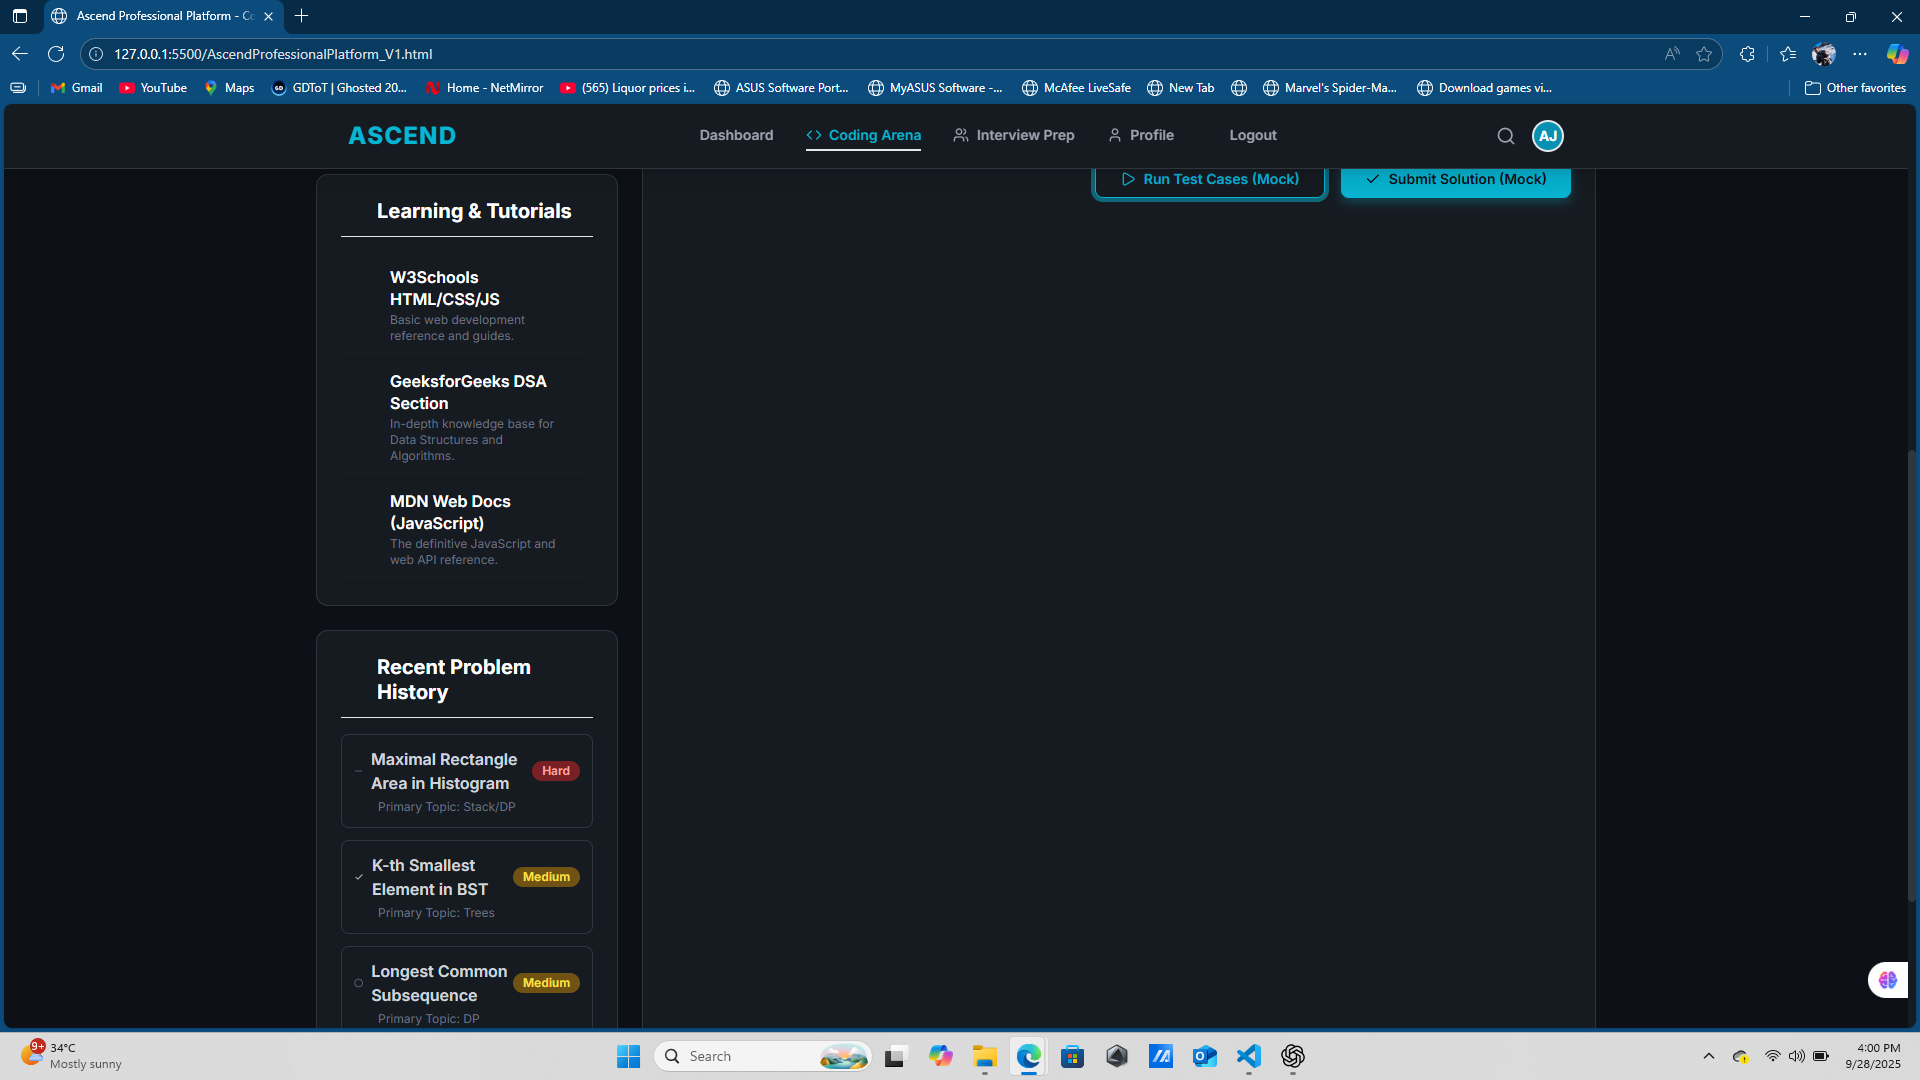 Ascend Professional Platform - Co
127.0.0.1:5500/AscendProfessionalPlatform_V1.html
Gmail
YouTube
Maps
GDToT | Ghosted 20...
Home - NetMirror
(565) Liquor prices i...
ASUS Software Port...
MyASUS Software -...
McAfee LiveSafe
New Tab
Marvel's Spider-Ma...
Download games vi...
Other favorites
ASCEND
Dashboard
Coding Arena
Interview Prep
Profile
Logout
AJ
Run Test Cases (Mock)
Submit Solution (Mock)
Learning & Tutorials
W3Schools
HTML/CSS/JS
Basic web development
reference and guides.
GeeksforGeeks DSA
Section
In-depth knowledge base for
Data Structures and
Algorithms.
MDN Web Docs
(JavaScript)
The definitive JavaScript and
web API reference.
Recent Problem
History
Maximal Rectangle
Area in Histogram
Hard
Primary Topic: Stack/DP
K-th Smallest
Element in BST
Medium
Primary Topic: Trees
Longest Common
Subsequence
Medium
Primary Topic: DP
9+
34°C
Mostly sunny
Search
4:00 PM
9/28/2025